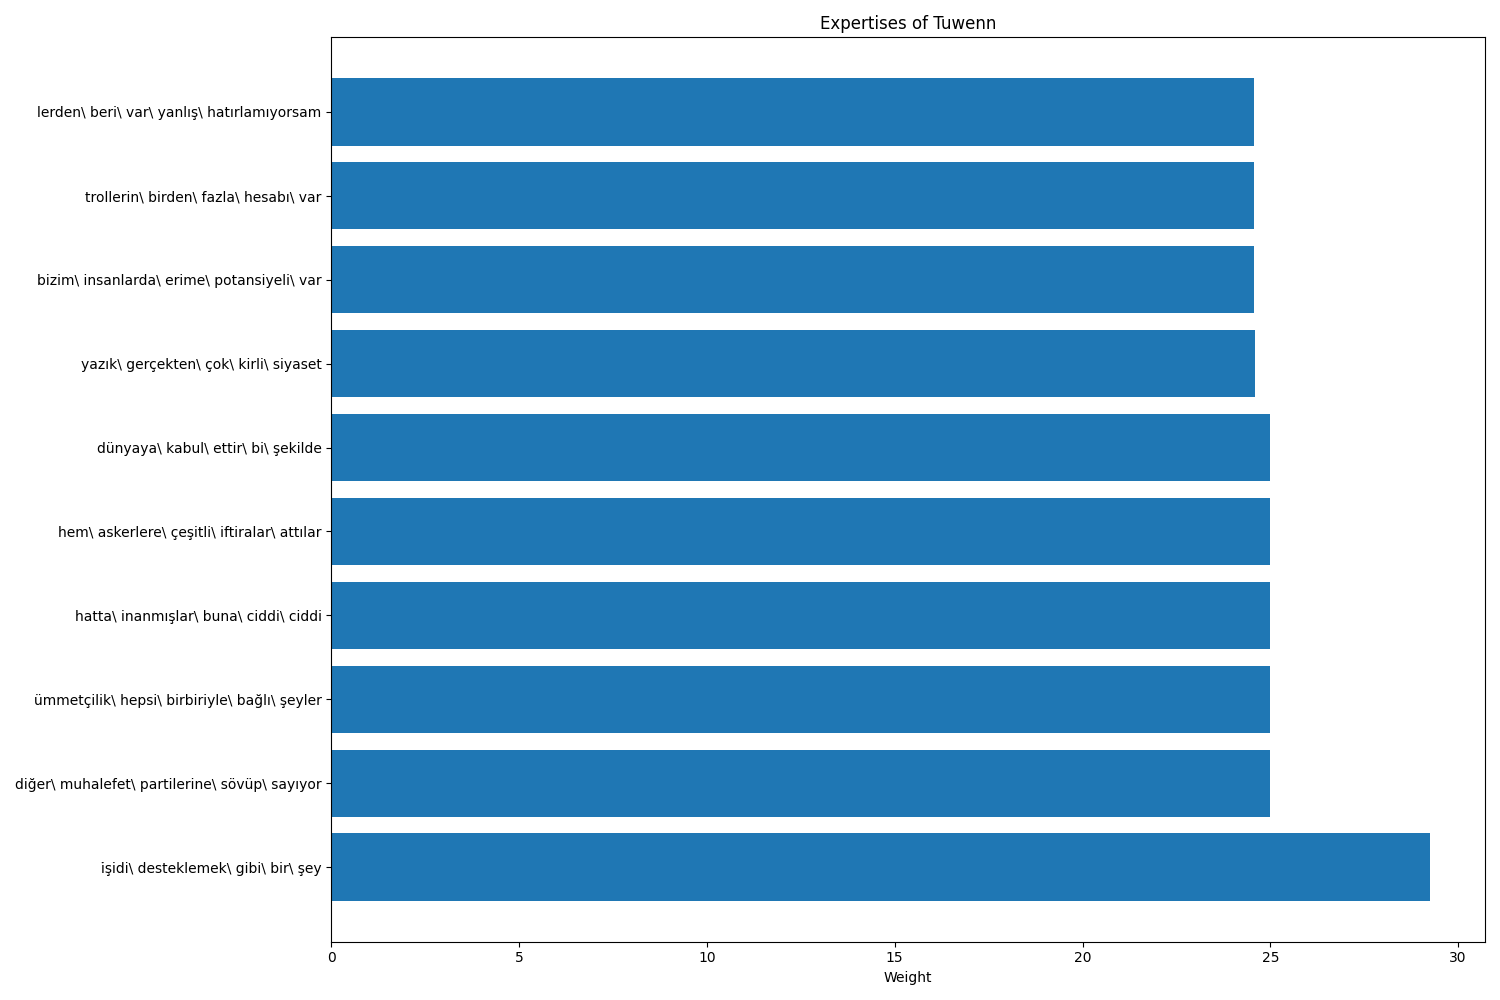 Expertises of Tuwenn
lerden\ beri\ var\ yanlış\ hatırlamıyorsam
trollerin\ birden\ fazla\ hesabı\ var
bizim\ insanlarda\ erime\ potansiyeli\ var
yazık\ gerçekten\ çok\ kirli\ siyaset
dünyaya\ kabul\ ettir\ bi\ şekilde
hem\ askerlere\ çeşitli\ iftiralar\ attılar
hatta\ inanmışlar\ buna\ ciddi\ ciddi
ümmetçilik\ hepsi\ birbiriyle\ bağlı\ şeyler
diğer\ muhalefet\ partilerine\ sövüp\ sayıyor
işidi\ desteklemek\ gibi\ bir\ şey
0 5 10 15 20 25 30
Weight